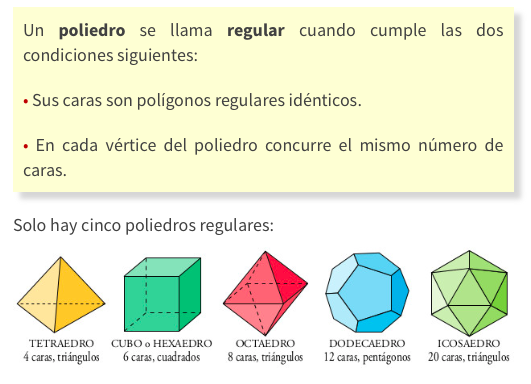 Un poliedro se llama regular cuando cumple las dos
condiciones siguientes:
• Sus caras son polígonos regulares idénticos.
• En cada vértice del poliedro concurre el mismo número de
caras.
Solo hay cinco poliedros regulares:
TETRAEDRO
4 caras, triángulos
CUBO o HEXAEDRO
6 caras, cuadrados
OCTAEDRO
8 caras, triángulos
DODECAEDRO
12 caras, pentágonos
ICOSAEDRO
20 caras, triángulos